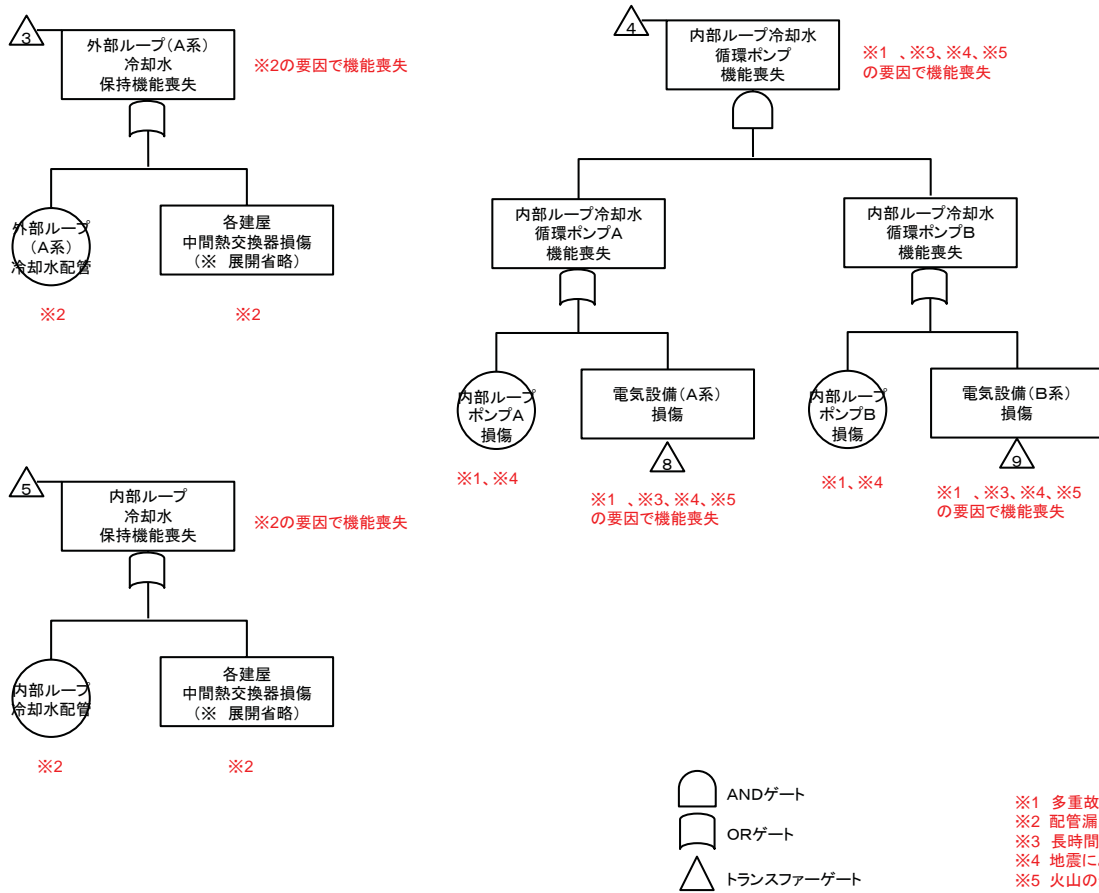 3
外部ループ(A系)
冷却水
保持機能喪失
※2の要因で機能喪失
外部ループ
(A系)
冷却水配管
※2
各建屋
中間熱交換器損傷
(※ 展開省略)
※2
4
内部ループ冷却水
循環ポンプ
機能喪失
※1 、※3、※4、※5
の要因で機能喪失
内部ループ冷却水
循環ポンプA
機能喪失
内部ループ冷却水
循環ポンプB
機能喪失
内部ループ
ポンプA
損傷
※1、※4
電気設備(A系)
損傷
8
※1 、※3、※4、※5
の要因で機能喪失
内部ループ
ポンプB
損傷
※1、※4
電気設備(B系)
損傷
9
※1 、※3、※4、※5
の要因で機能喪失
5
内部ループ
冷却水
保持機能喪失
※2の要因で機能喪失
内部ループ
冷却水配管
※2
各建屋
中間熱交換器損傷
(※ 展開省略)
※2
ANDゲート
ORゲート
トランスファーゲート
※1 多重故
※2 配管漏
※3 長時間
※4 地震に
※5 火山の